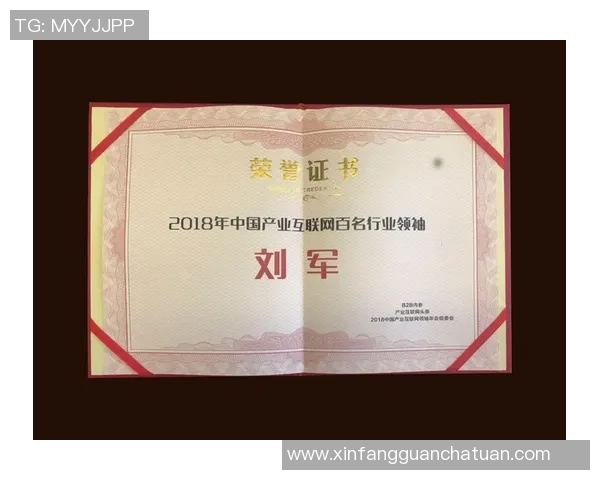 TG: MYYJJPP
荣誉证书
2018年中国产业互联网百名行业领袖
刘军
B2B内参
产业互联网头条
2018中国产业互联网领袖年会组委会
www.xinfangguanchatuan.com